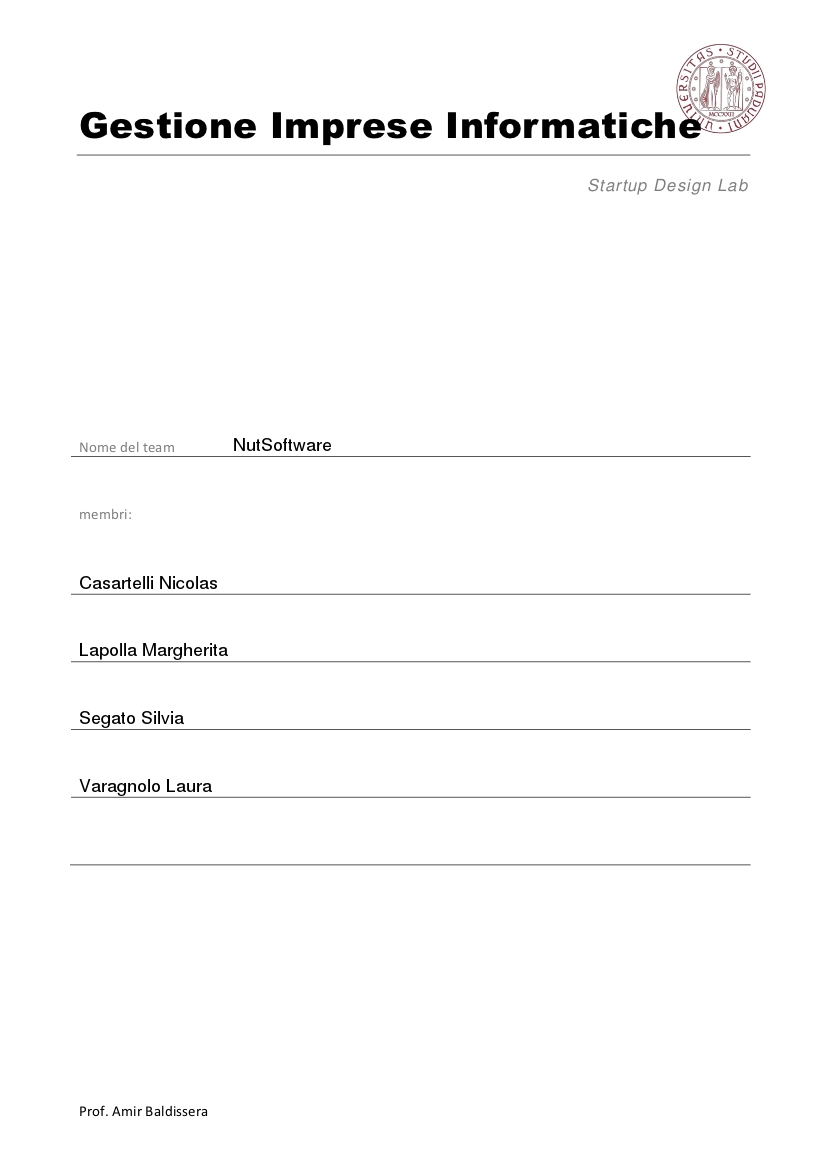 UNIVERSITAS STUDII PADUANI
MCCXXII
Gestione Imprese Informatiche
Startup Design Lab
Nome del team NutSoftware
membri:
Casartelli Nicolas
Lapolla Margherita
Segato Silvia
Varagnolo Laura
Prof. Amir Baldissera